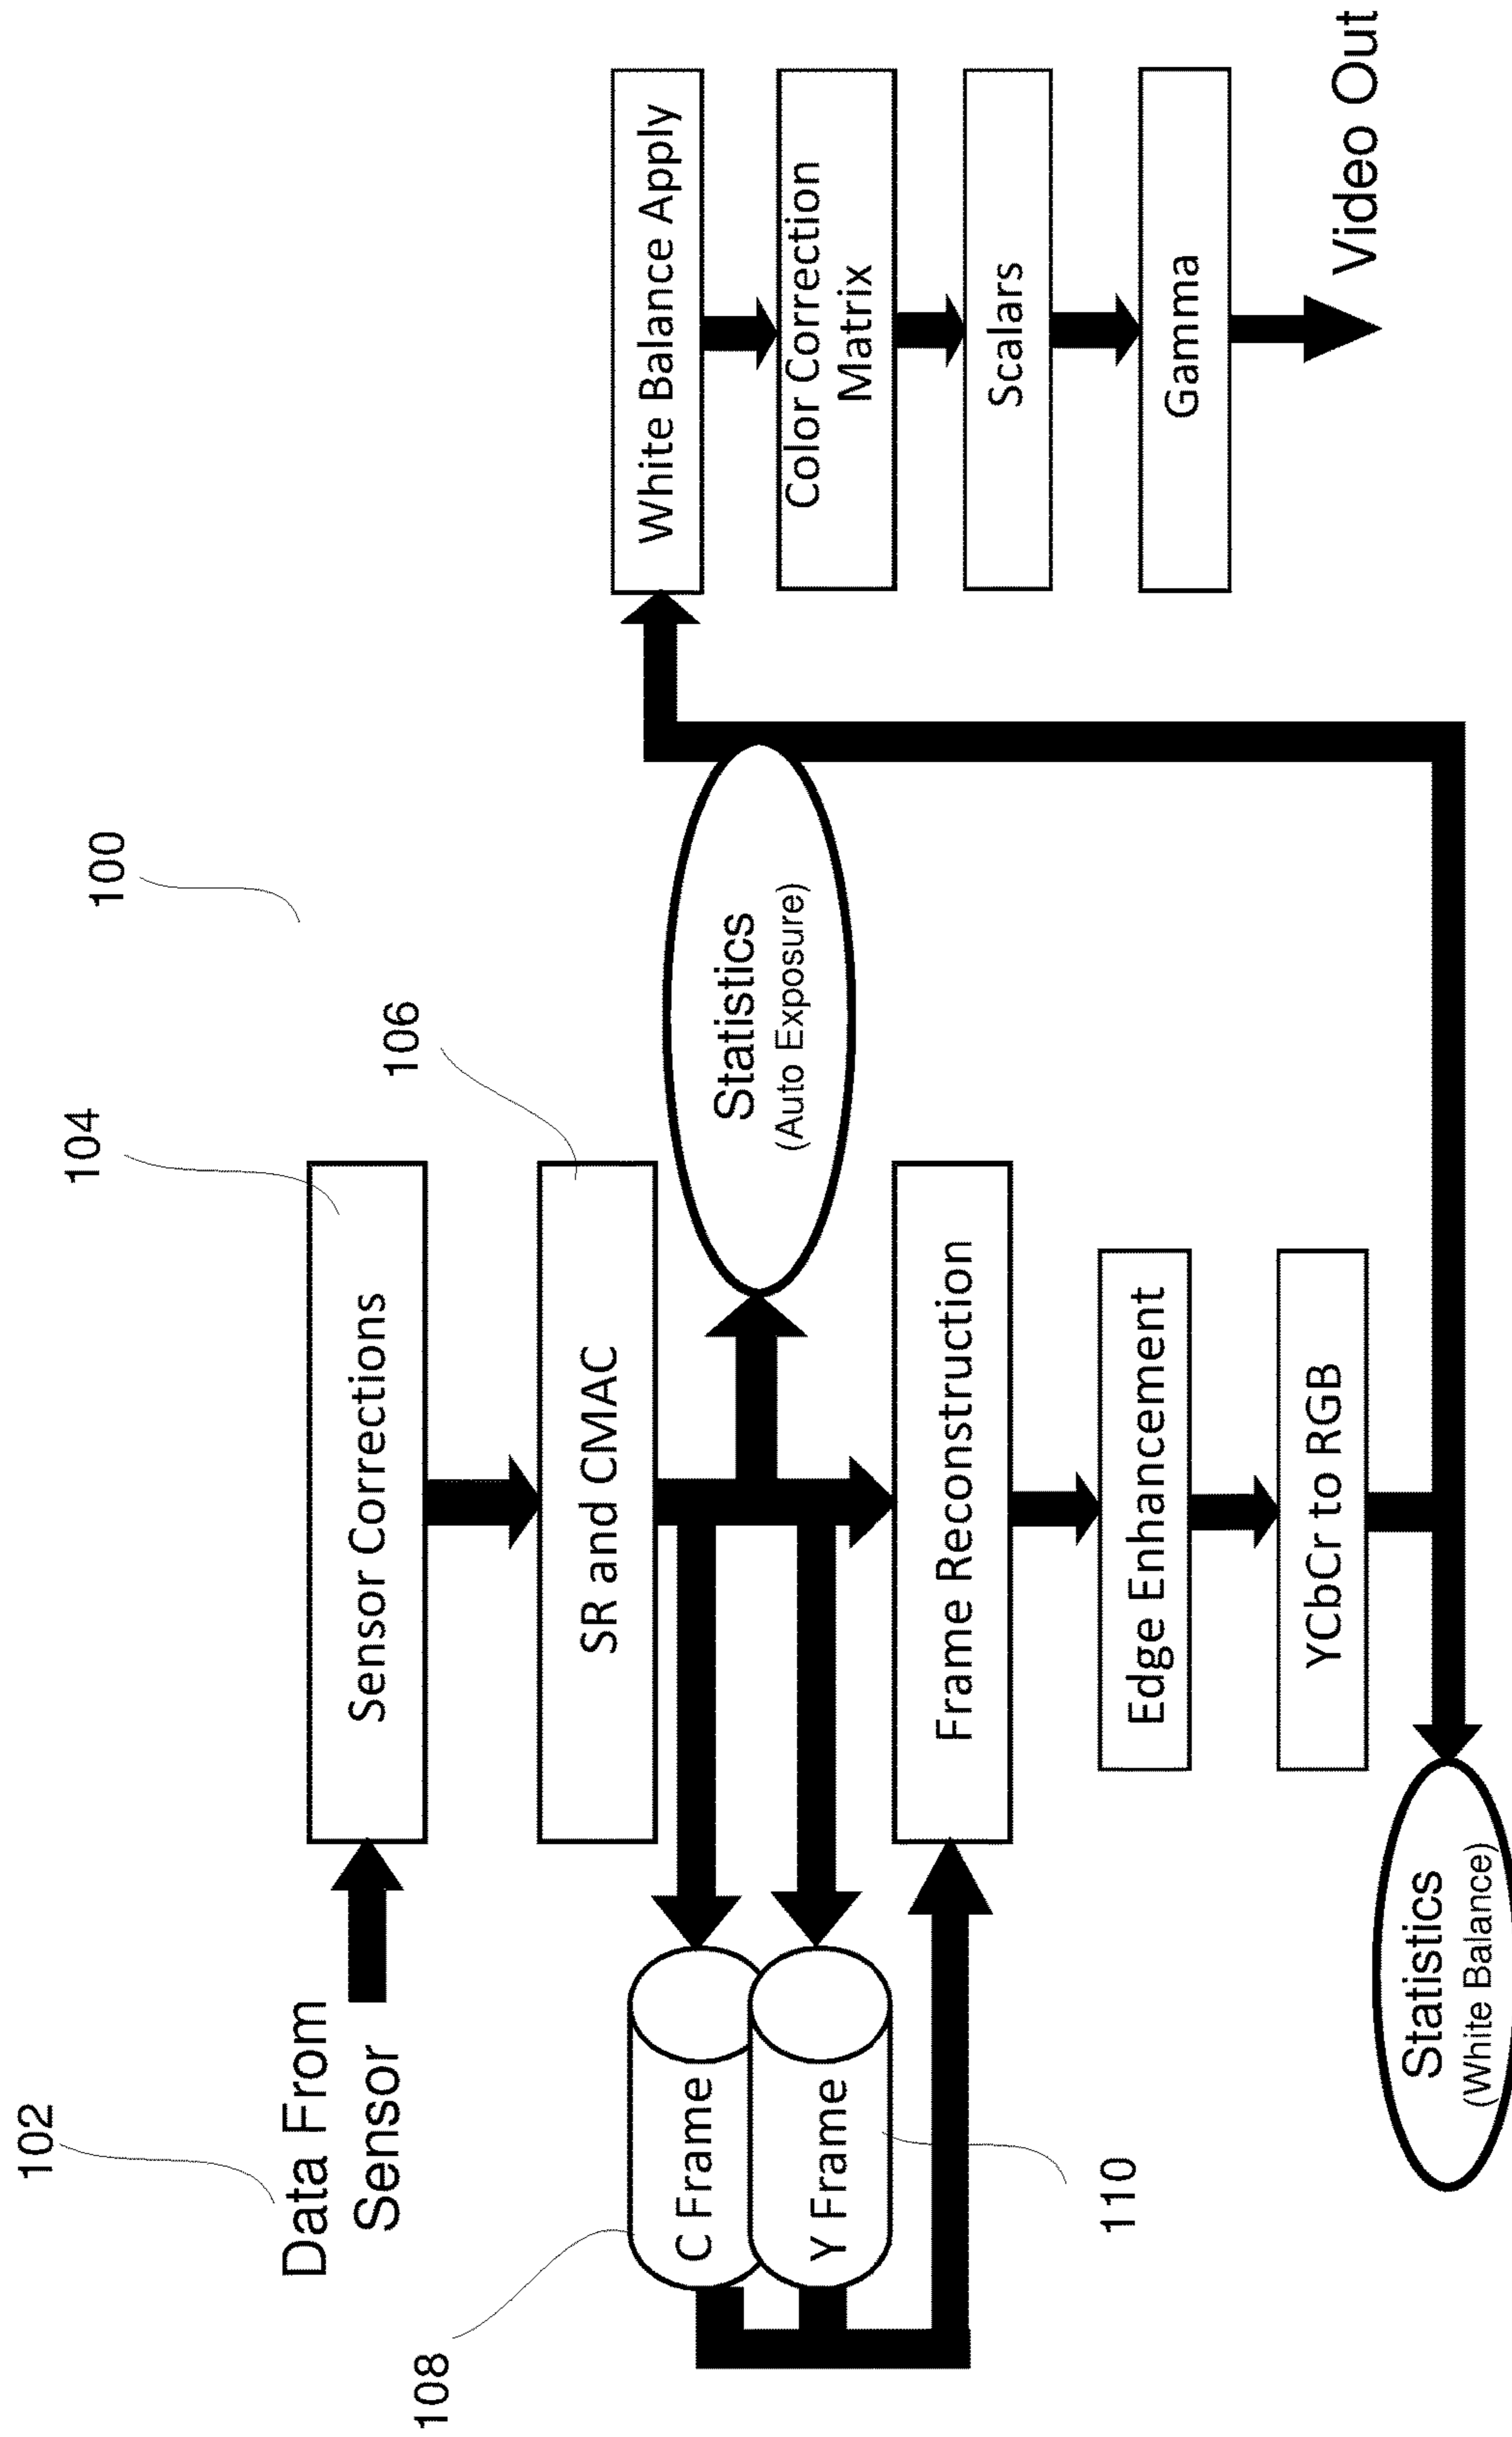 100
102
Data From
Sensor
104
Sensor Corrections
106
SR and CMAC
108
C Frame
Y Frame
110
Statistics
(Auto Exposure)
Frame Reconstruction
Edge Enhancement
YCbCr to RGB
Statistics
(White Balance)
White Balance Apply
Color Correction
Matrix
Scalars
Gamma
Video Out